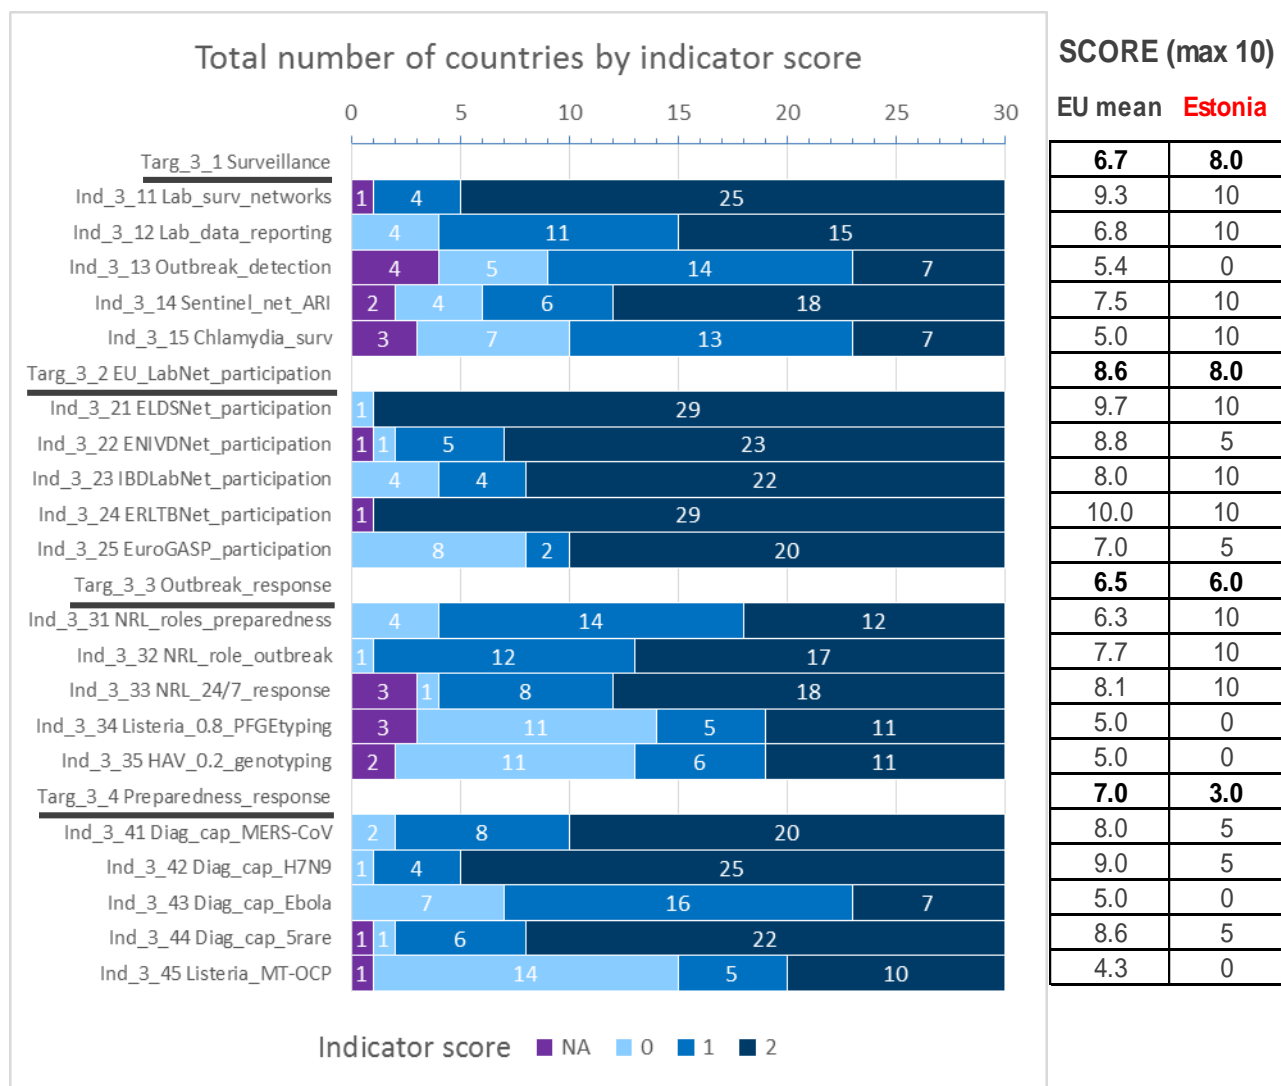 Total number of countries by indicator score
SCORE (max 10)
EU mean Estonia
0 5 10 15 20 25 30
Targ_3_1 Surveillance 6.7 8.0
Ind_3_11 Lab_surv_networks 1 4 25 9.3 10
Ind_3_12 Lab_data_reporting 4 11 15 6.8 10
Ind_3_13 Outbreak_detection 4 5 14 7 5.4 0
Ind_3_14 Sentinel_net_ARI 2 4 6 18 7.5 10
Ind_3_15 Chlamydia_surv 3 7 13 7 5.0 10
Targ_3_2 EU_LabNet_participation 8.6 8.0
Ind_3_21 ELDSNet_participation 1 29 9.7 10
Ind_3_22 ENIVDNet_participation 1 1 5 23 8.8 5
Ind_3_23 IBDLabNet_participation 4 4 22 8.0 10
Ind_3_24 ERLTBNet_participation 1 29 10.0 10
Ind_3_25 EuroGASP_participation 8 2 20 7.0 5
Targ_3_3 Outbreak_response 6.5 6.0
Ind_3_31 NRL_roles_preparedness 4 14 12 6.3 10
Ind_3_32 NRL_role_outbreak 1 12 17 7.7 10
Ind_3_33 NRL_24/7_response 3 1 8 18 8.1 10
Ind_3_34 Listeria_0.8_PFGEtyping 3 11 5 11 5.0 0
Ind_3_35 HAV_0.2_genotyping 2 11 6 11 5.0 0
Targ_3_4 Preparedness_response 7.0 3.0
Ind_3_41 Diag_cap_MERS-CoV 2 8 20 8.0 5
Ind_3_42 Diag_cap_H7N9 1 4 25 9.0 5
Ind_3_43 Diag_cap_Ebola 7 16 7 5.0 0
Ind_3_44 Diag_cap_5rare 1 1 6 22 8.6 5
Ind_3_45 Listeria_MT-OCP 1 14 5 10 4.3 0
Indicator score NA 0 1 2